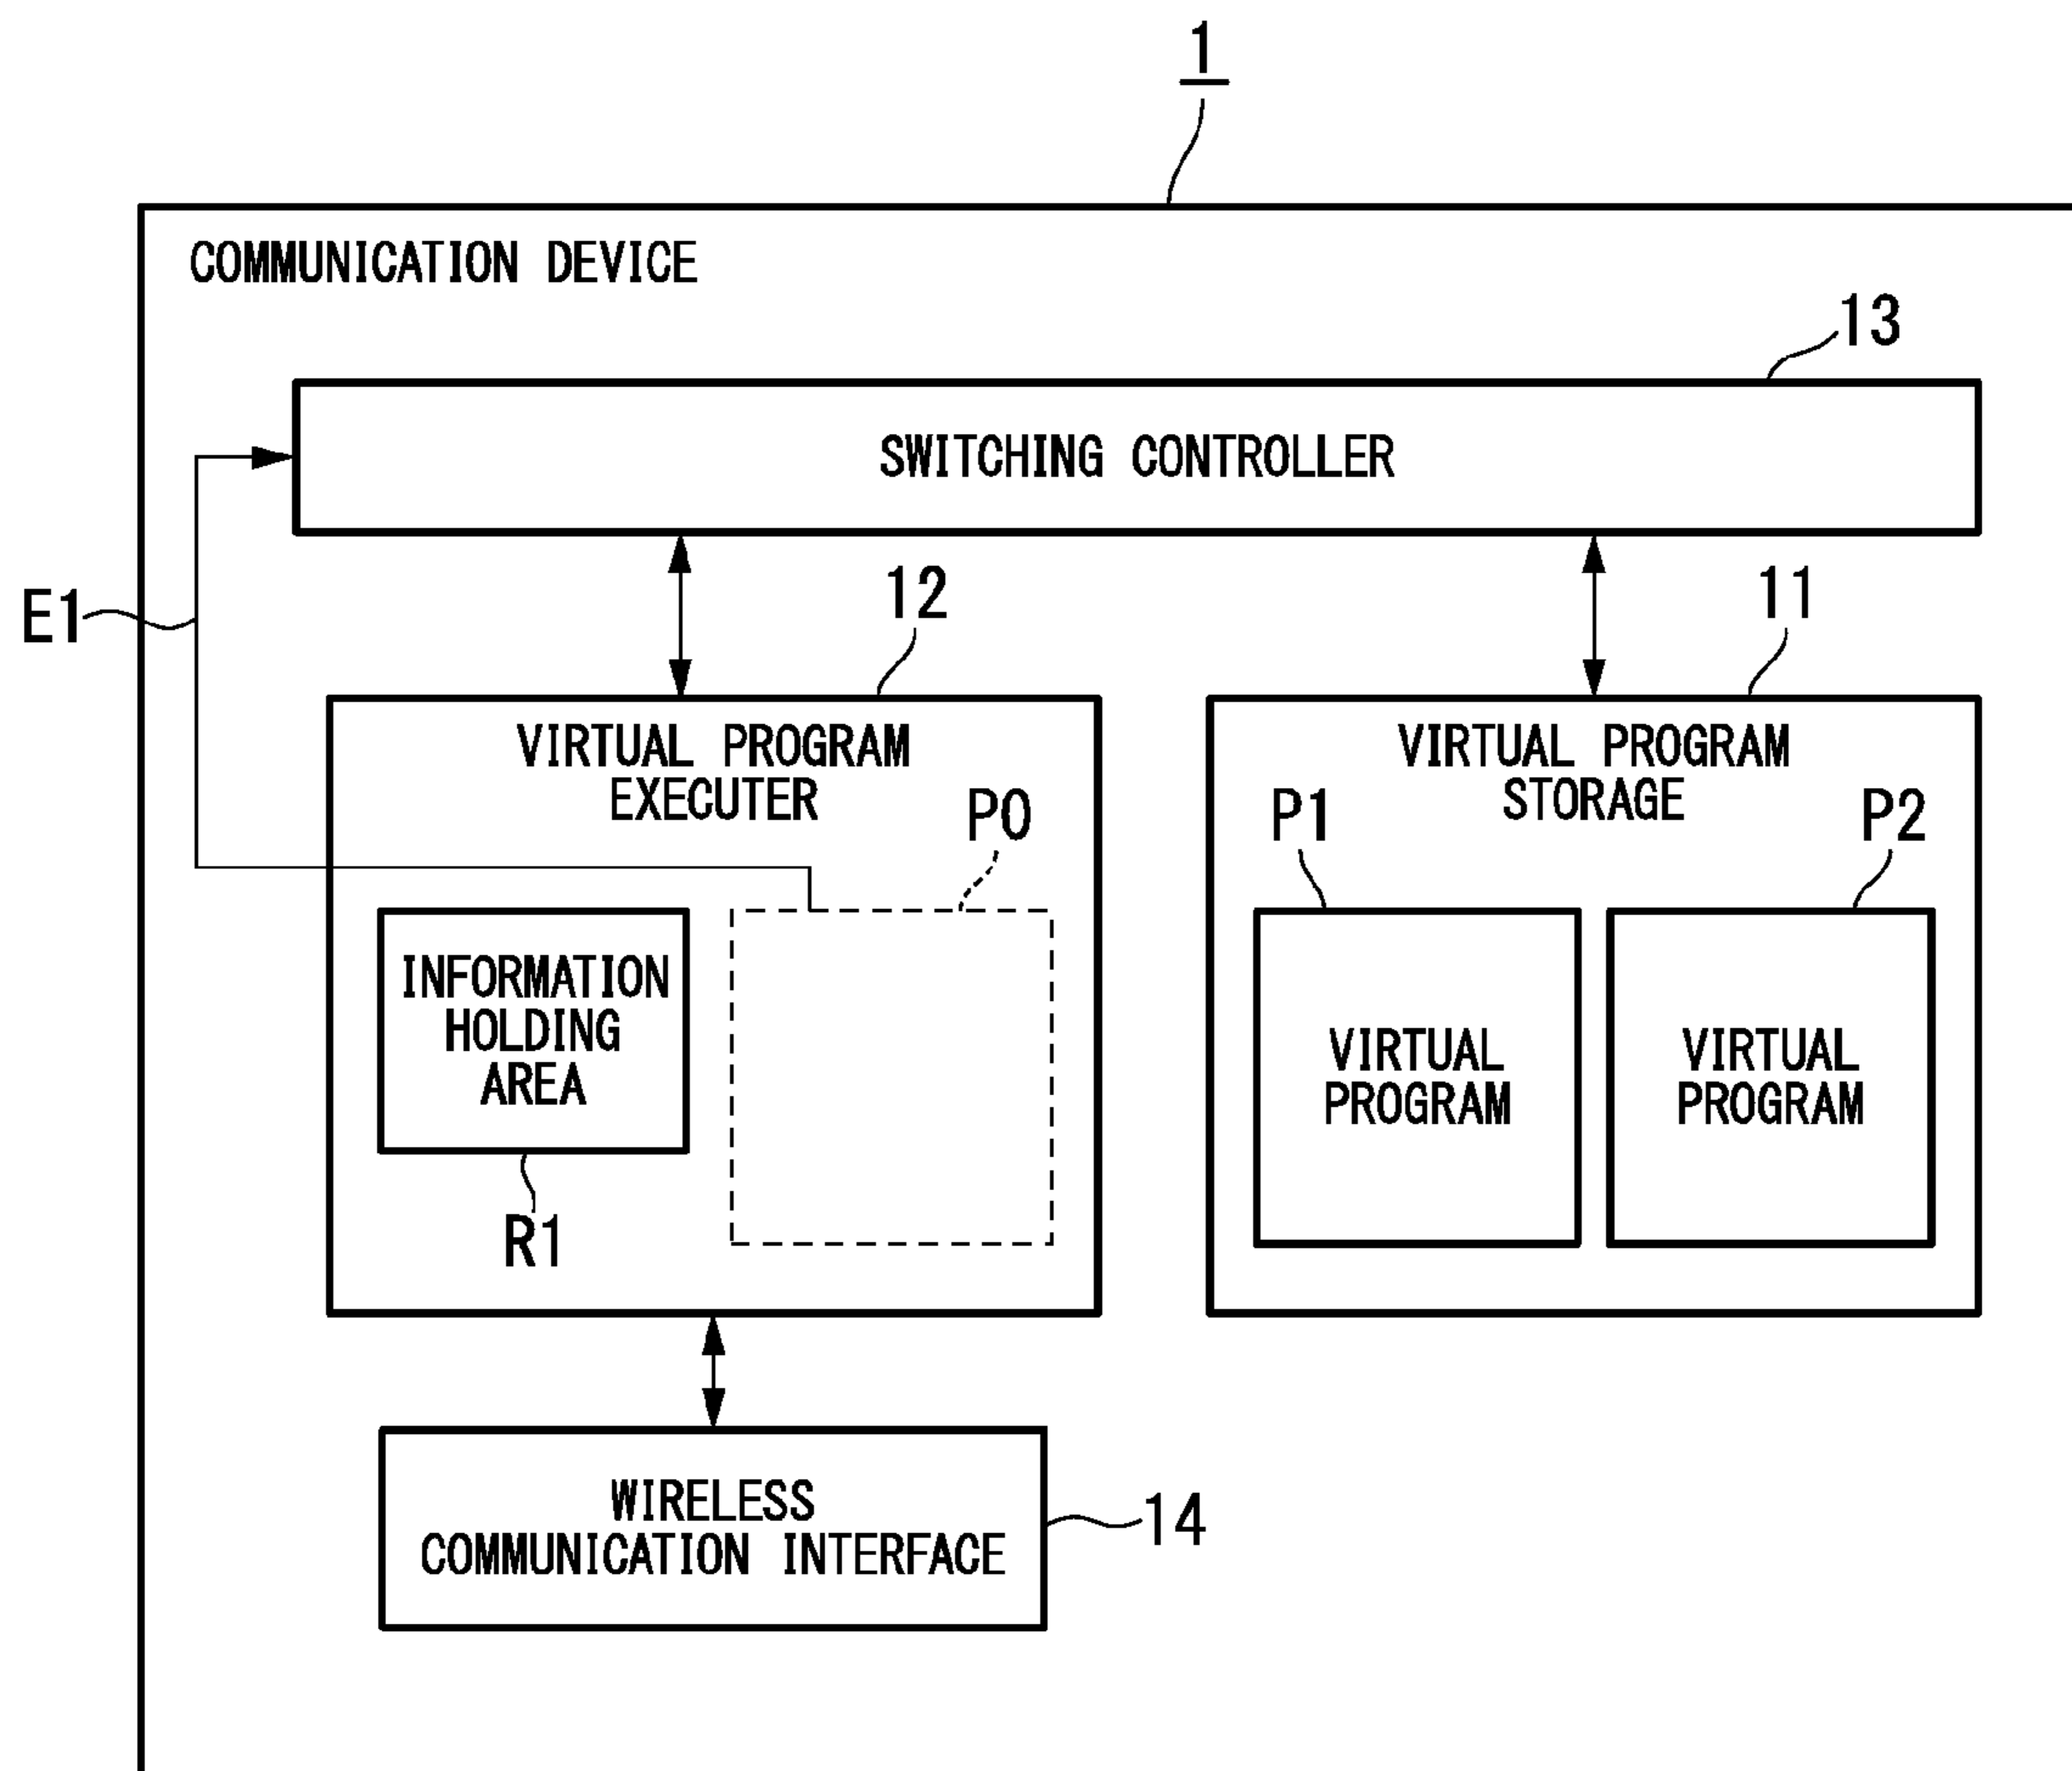 1
COMMUNICATION DEVICE
13
SWITCHING CONTROLLER
E1
12
11
VIRTUAL PROGRAM
EXECUTER
P0
VIRTUAL PROGRAM
STORAGE
P1
P2
INFORMATION
HOLDING
AREA
R1
VIRTUAL
PROGRAM
VIRTUAL
PROGRAM
WIRELESS
COMMUNICATION INTERFACE
14